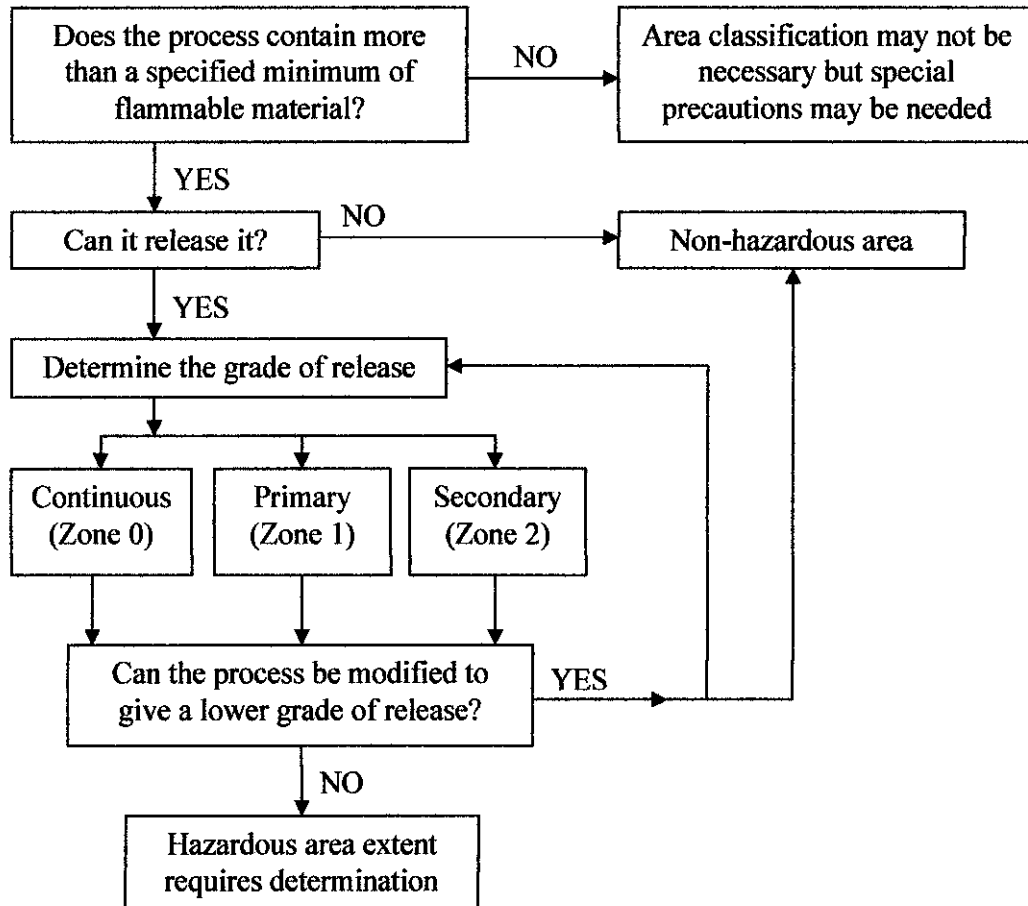 Does the process contain more
than a specified minimum of
flammable material?
NO
Area classification may not be
necessary but special
precautions may be needed
YES
Can it release it?
NO
Non-hazardous area
YES
Determine the grade of release
Continuous
(Zone 0)
Primary
(Zone 1)
Secondary
(Zone 2)
Can the process be modified to
give a lower grade of release?
YES
NO
Hazardous area extent
requires determination